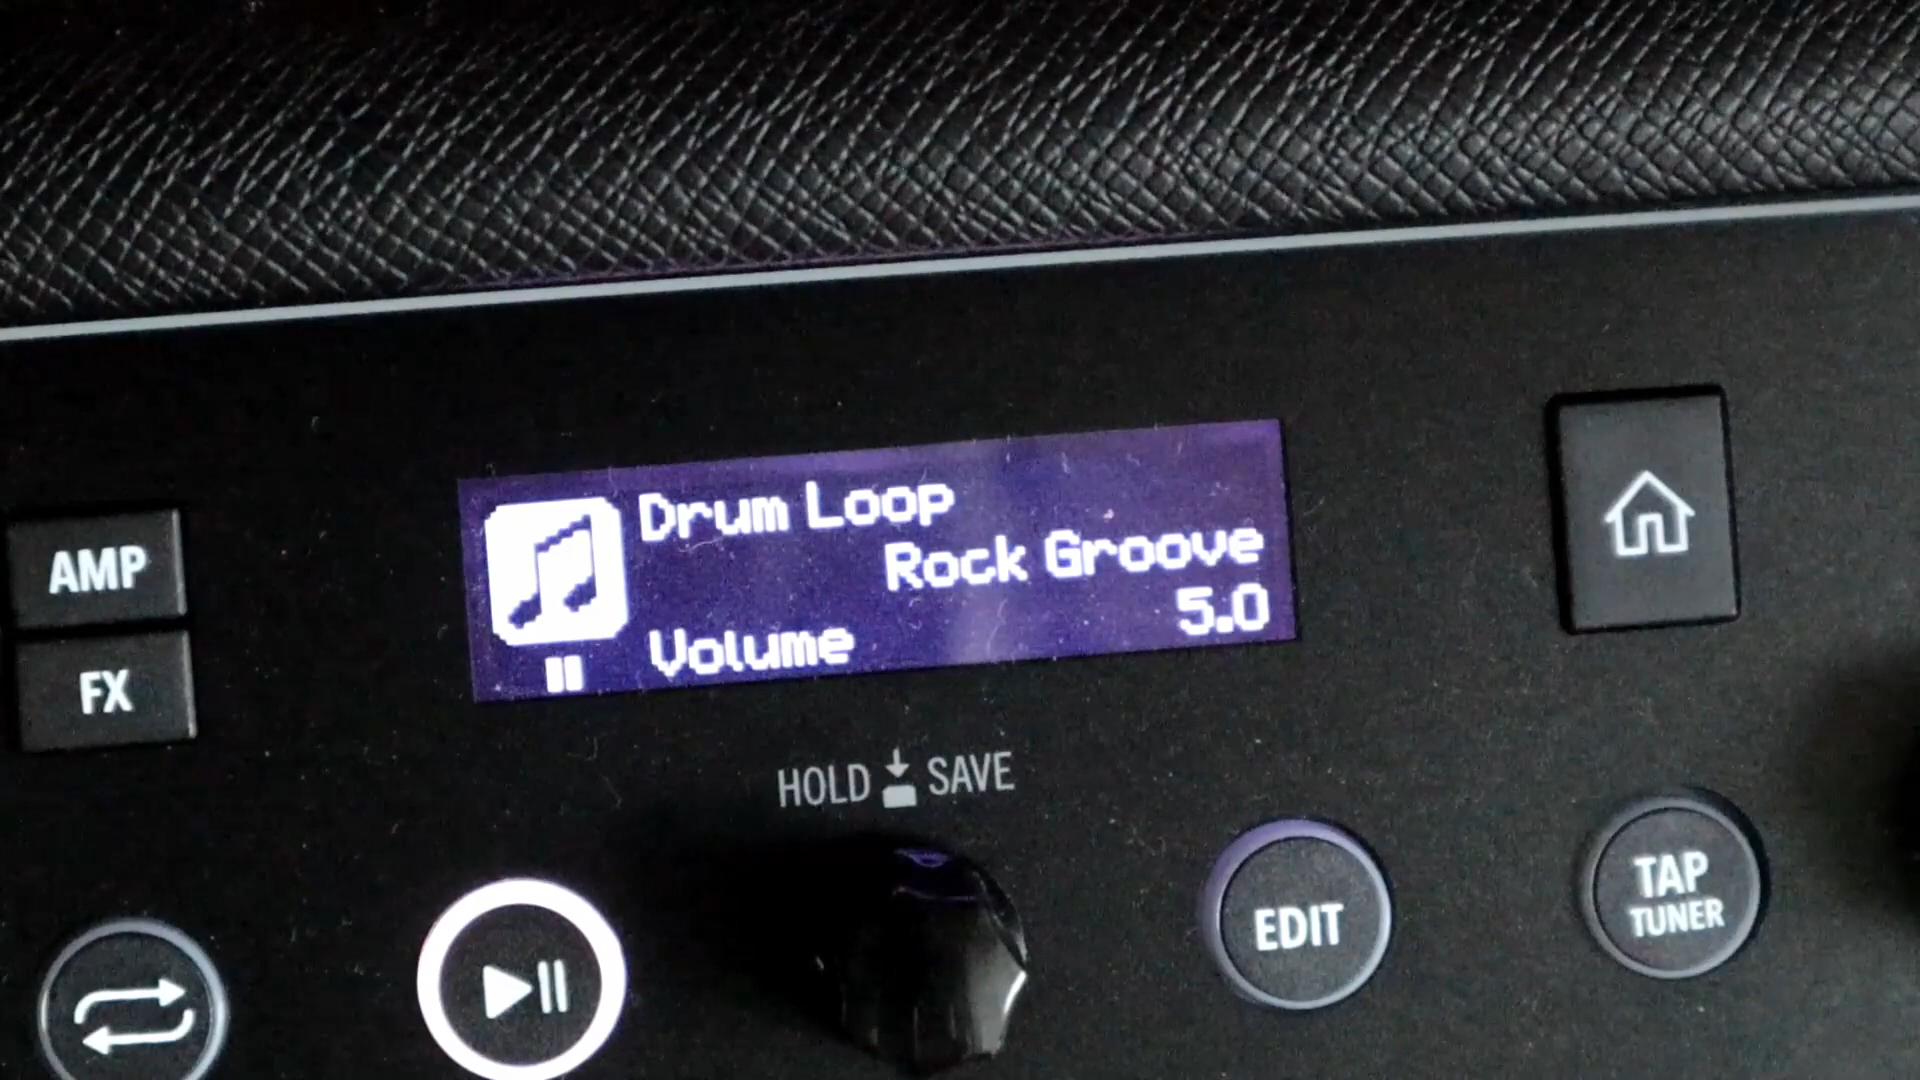 Drum Loop
Rock Groove
5.0
Volume
AMP
FX
HOLD SAVE
EDIT
TAP
TUNER